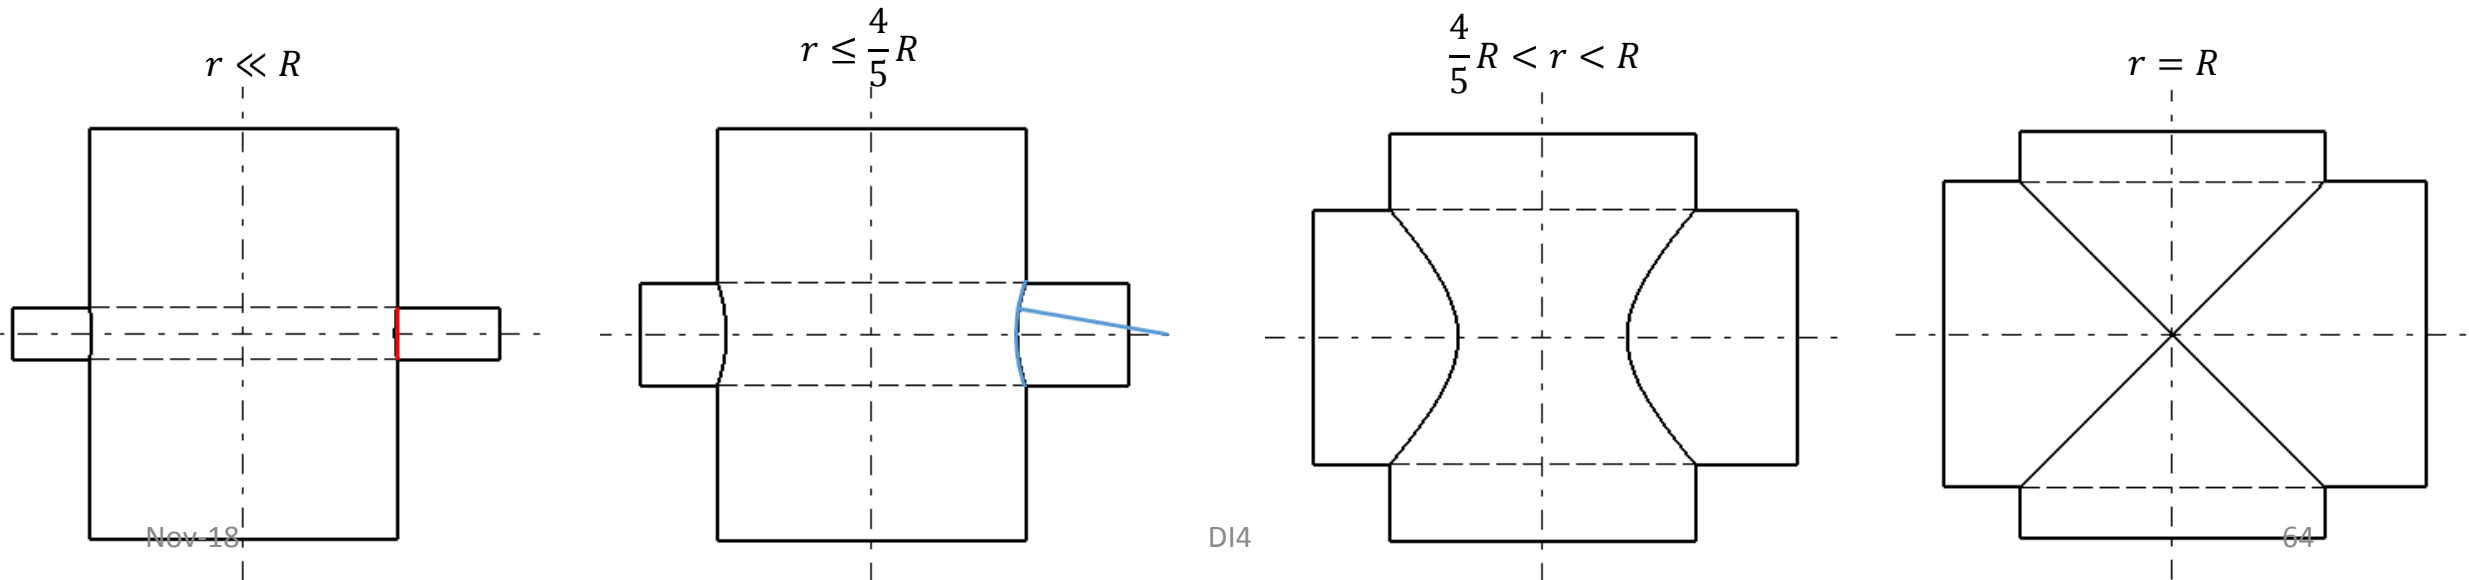 r ≪ R
r ≤ 4/5 R
4/5 R < r < R
r = R
Nov-18
DI4
64